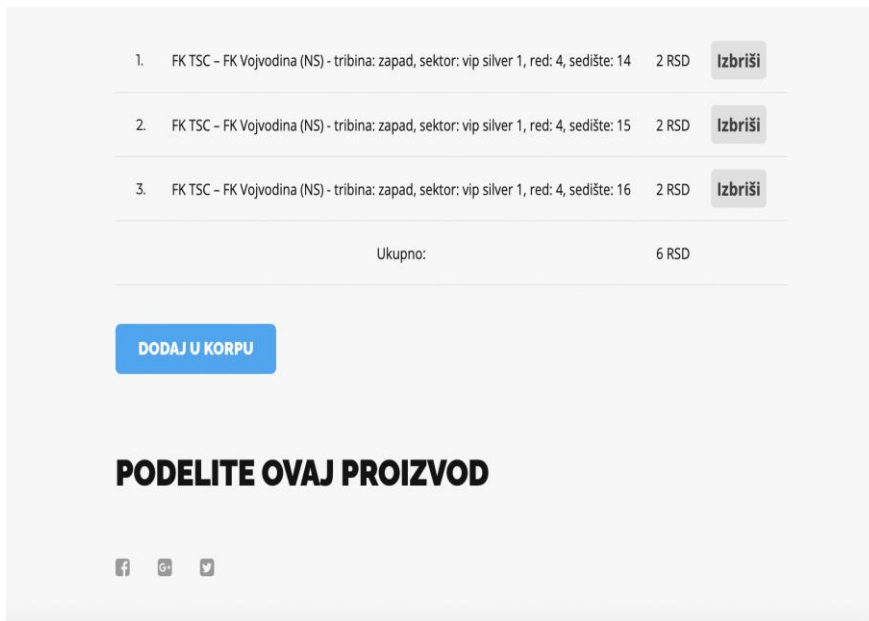 1. FK TSC – FK Vojvodina (NS) - tribina: zapad, sektor: vip silver 1, red: 4, sedište: 14 2 RSD Izbriši
2. FK TSC – FK Vojvodina (NS) - tribina: zapad, sektor: vip silver 1, red: 4, sedište: 15 2 RSD Izbriši
3. FK TSC – FK Vojvodina (NS) - tribina: zapad, sektor: vip silver 1, red: 4, sedište: 16 2 RSD Izbriši
Ukupno: 6 RSD
DODAJ U KORPU
PODELITE OVAJ PROIZVOD